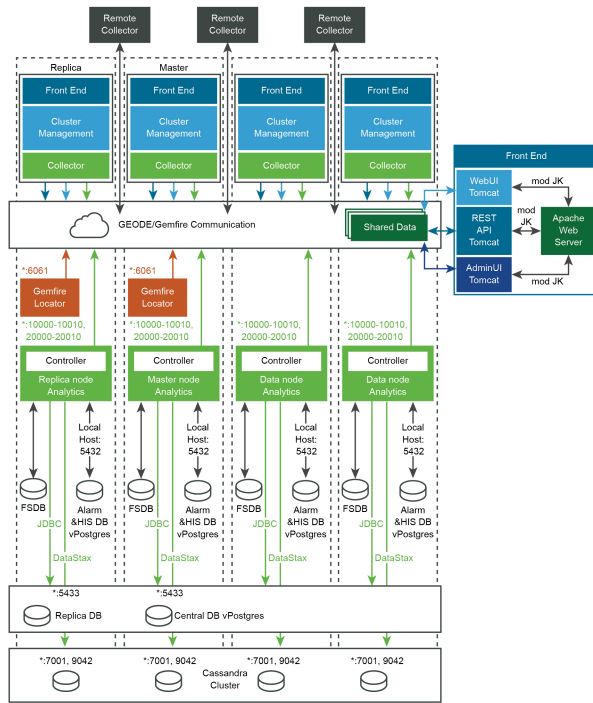 Remote
Collector
Remote
Collector
Remote
Collector
Replica
Master
Front End
Front End
Front End
Front End
Cluster
Management
Cluster
Management
Cluster
Management
Cluster
Management
Collector
Collector
Collector
Collector
GEODE/Gemfire Communication
Shared Data
Front End
WebUI
Tomcat
REST
API
Tomcat
AdminUI
Tomcat
mod JK
mod
JK
mod JK
Apache
Web
Server
*:6061
*:6061
Gemfire
Locator
Gemfire
Locator
*:10000-10010,
20000-20010
*:10000-10010,
20000-20010
*:10000-10010,
20000-20010
*:10000-10010,
20000-20010
Controller
Controller
Controller
Controller
Replica node
Analytics
Master node
Analytics
Data node
Analytics
Data node
Analytics
Local
Host:
5432
Local
Host:
5432
Local
Host:
5432
Local
Host:
5432
FSDB
Alarm
&HIS DB
vPostgres
FSDB
Alarm
&HIS DB
vPostgres
FSDB
Alarm
&HIS DB
vPostgres
FSDB
Alarm
&HIS DB
vPostgres
JDBC
JDBC
JDBC
JDBC
DataStax
DataStax
DataStax
DataStax
*:5433
*:5433
Replica DB
Central DB vPostgres
*:7001, 9042
*:7001, 9042
*:7001, 9042
*:7001, 9042
Cassandra
Cluster